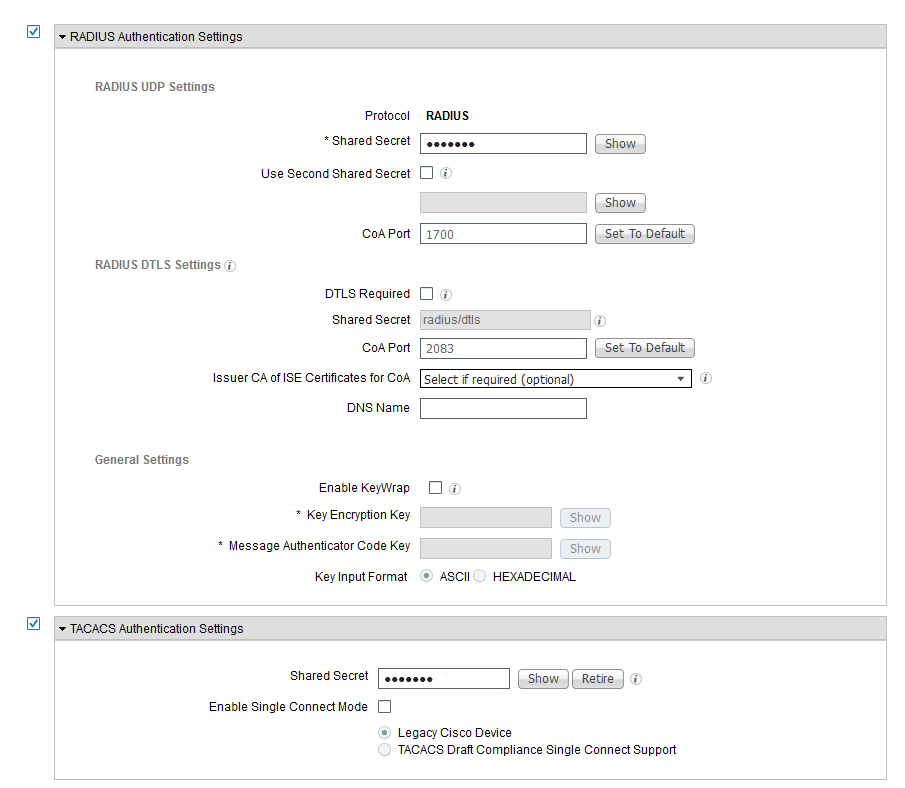 RADIUS Authentication Settings
RADIUS UDP Settings
Protocol RADIUS
* Shared Secret ••••••• Show
Use Second Shared Secret i
Show
CoA Port 1700 Set To Default
RADIUS DTLS Settings i
DTLS Required i
Shared Secret radius/dtls i
CoA Port 2083 Set To Default
Issuer CA of ISE Certificates for CoA Select if required (optional) i
DNS Name
General Settings
Enable KeyWrap i
* Key Encryption Key Show
* Message Authenticator Code Key Show
Key Input Format ASCII HEXADECIMAL
TACACS Authentication Settings
Shared Secret ••••••• Show Retire i
Enable Single Connect Mode
Legacy Cisco Device
TACACS Draft Compliance Single Connect Support